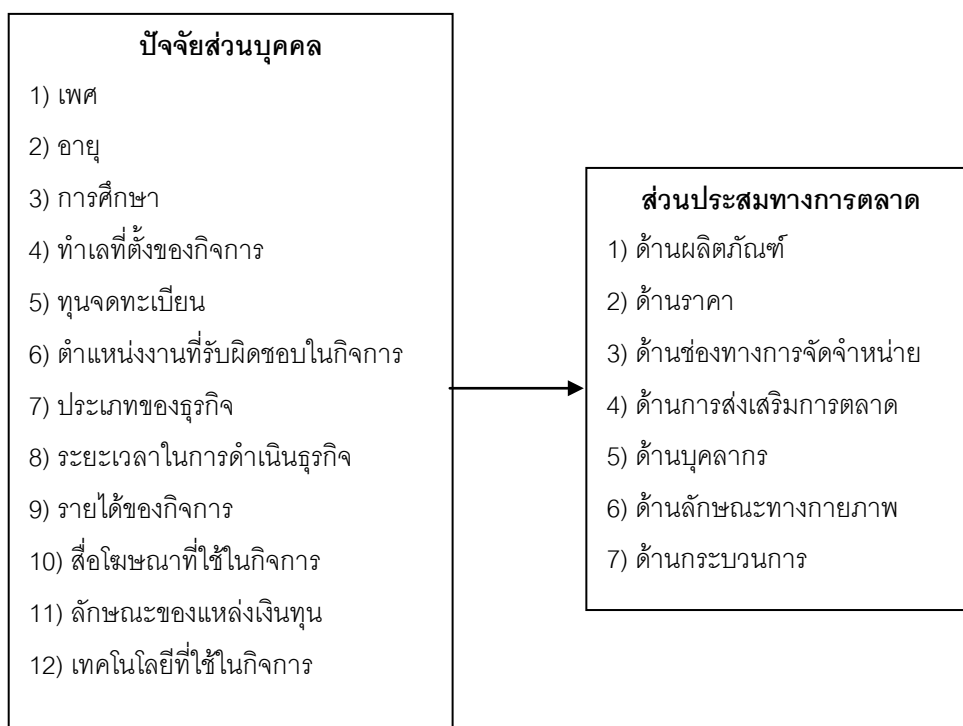 ปัจจัยส่วนบุคคล
1) เพศ
2) อายุ
3) การศึกษา
4) ทำเลที่ตั้งของกิจการ
5) ทุนจดทะเบียน
6) ตำแหน่งงานที่รับผิดชอบในกิจการ
7) ประเภทของธุรกิจ
8) ระยะเวลาในการดำเนินธุรกิจ
9) รายได้ของกิจการ
10) สื่อโฆษณาที่ใช้ในกิจการ
11) ลักษณะของแหล่งเงินทุน
12) เทคโนโลยีที่ใช้ในกิจการ
ส่วนประสมทางการตลาด
1) ด้านผลิตภัณฑ์
2) ด้านราคา
3) ด้านช่องทางการจัดจำหน่าย
4) ด้านการส่งเสริมการตลาด
5) ด้านบุคลากร
6) ด้านลักษณะทางกายภาพ
7) ด้านกระบวนการ